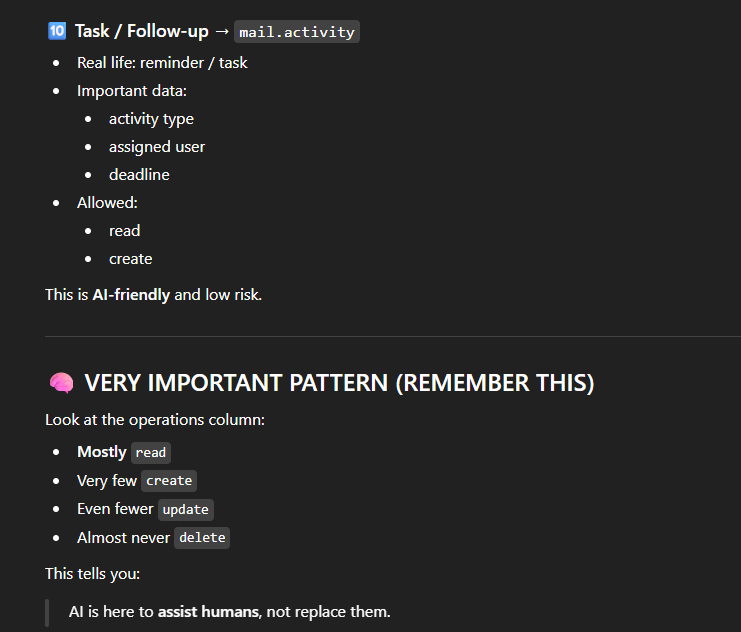 🔟 Task / Follow-up → mail.activity
Real life: reminder / task
Important data:
activity type
assigned user
deadline
Allowed:
read
create
This is AI-friendly and low risk.
🧠 VERY IMPORTANT PATTERN (REMEMBER THIS)
Look at the operations column:
Mostly read
Very few create
Even fewer update
Almost never delete
This tells you:
AI is here to assist humans, not replace them.